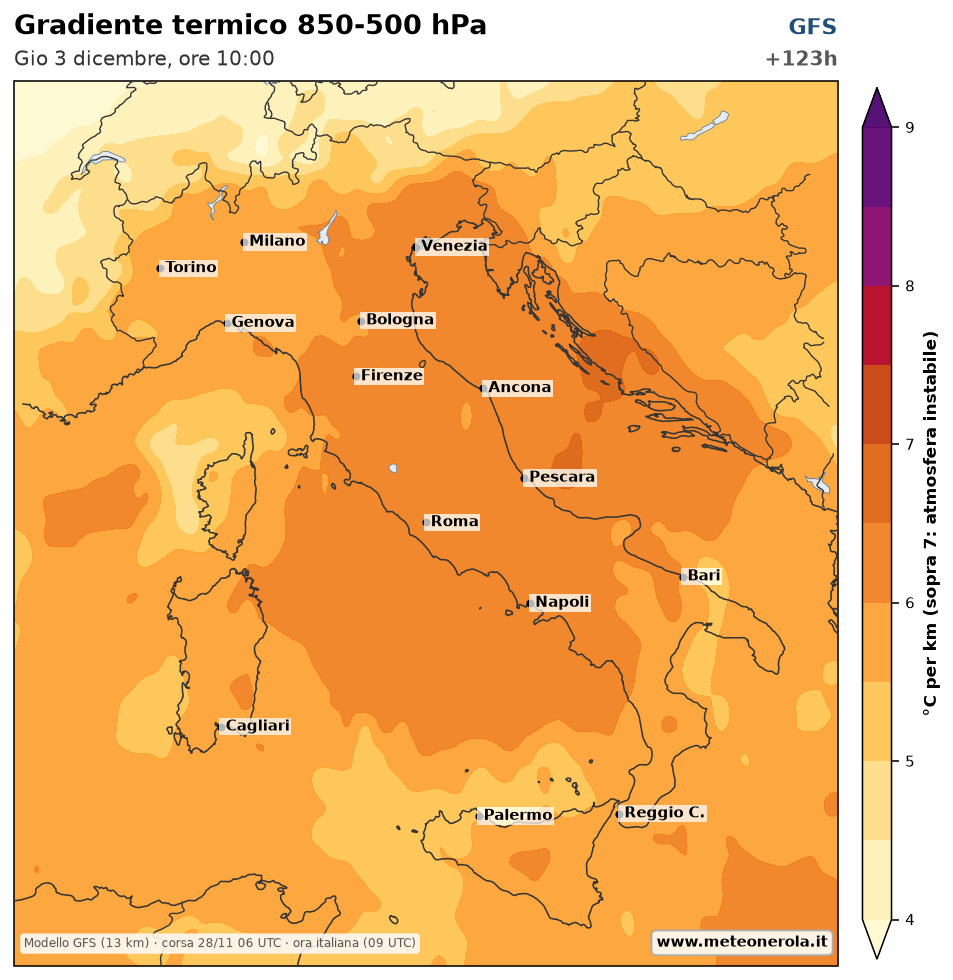 Gradiente termico 850-500 hPa
GFS
Gio 3 dicembre, ore 10:00
+123h
Milano
Venezia
Torino
Genova
Bologna
Firenze
Ancona
Pescara
Roma
Bari
Napoli
Cagliari
Palermo
Reggio C.
9
8
7
6
5
4
°C per km (sopra 7: atmosfera instabile)
Modello GFS (13 km) · corsa 28/11 06 UTC · ora italiana (09 UTC)
www.meteonerola.it